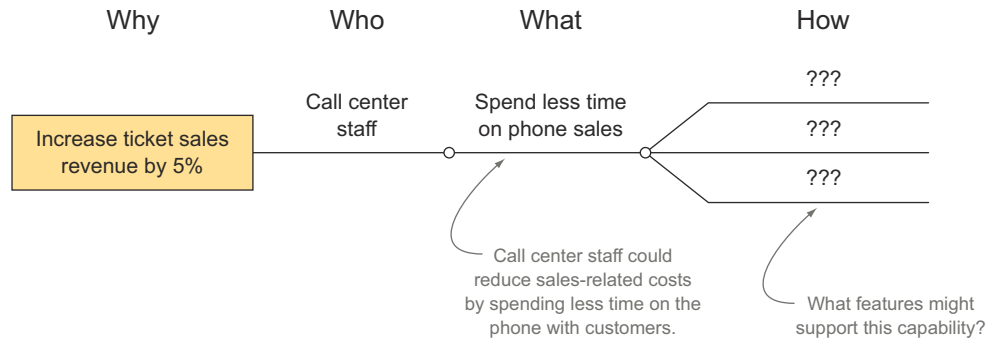 Why
Who
What
How
Increase ticket sales
revenue by 5%
Call center
staff
Spend less time
on phone sales
???
???
???
Call center staff could
reduce sales-related costs
by spending less time on the
phone with customers.
What features might
support this capability?